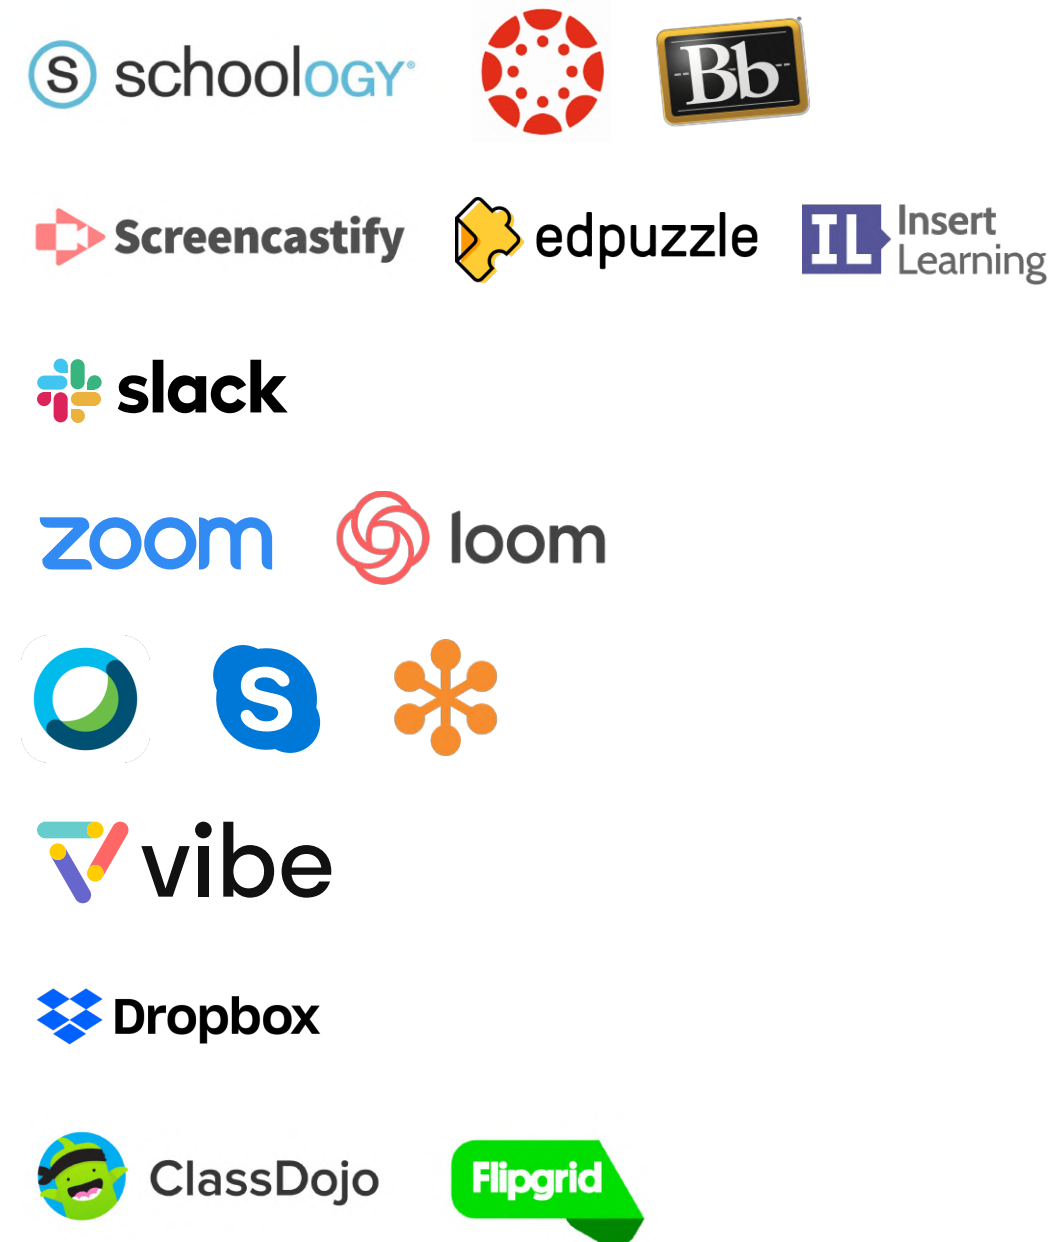 S schoology®
Bb
Screencastify
edpuzzle
IL Insert
Learning
slack
zoom
loom
S
vibe
Dropbox
ClassDojo
Flipgrid